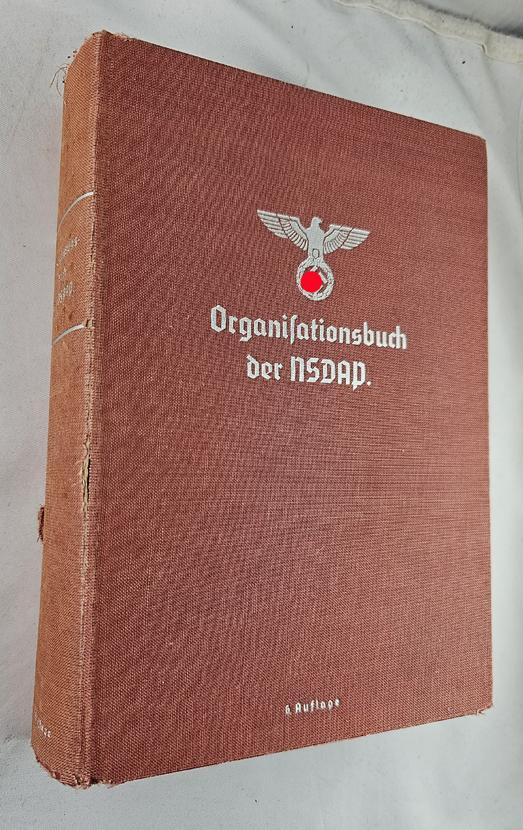 Organiſationsbuch
der NSDAP.
6. Auflage